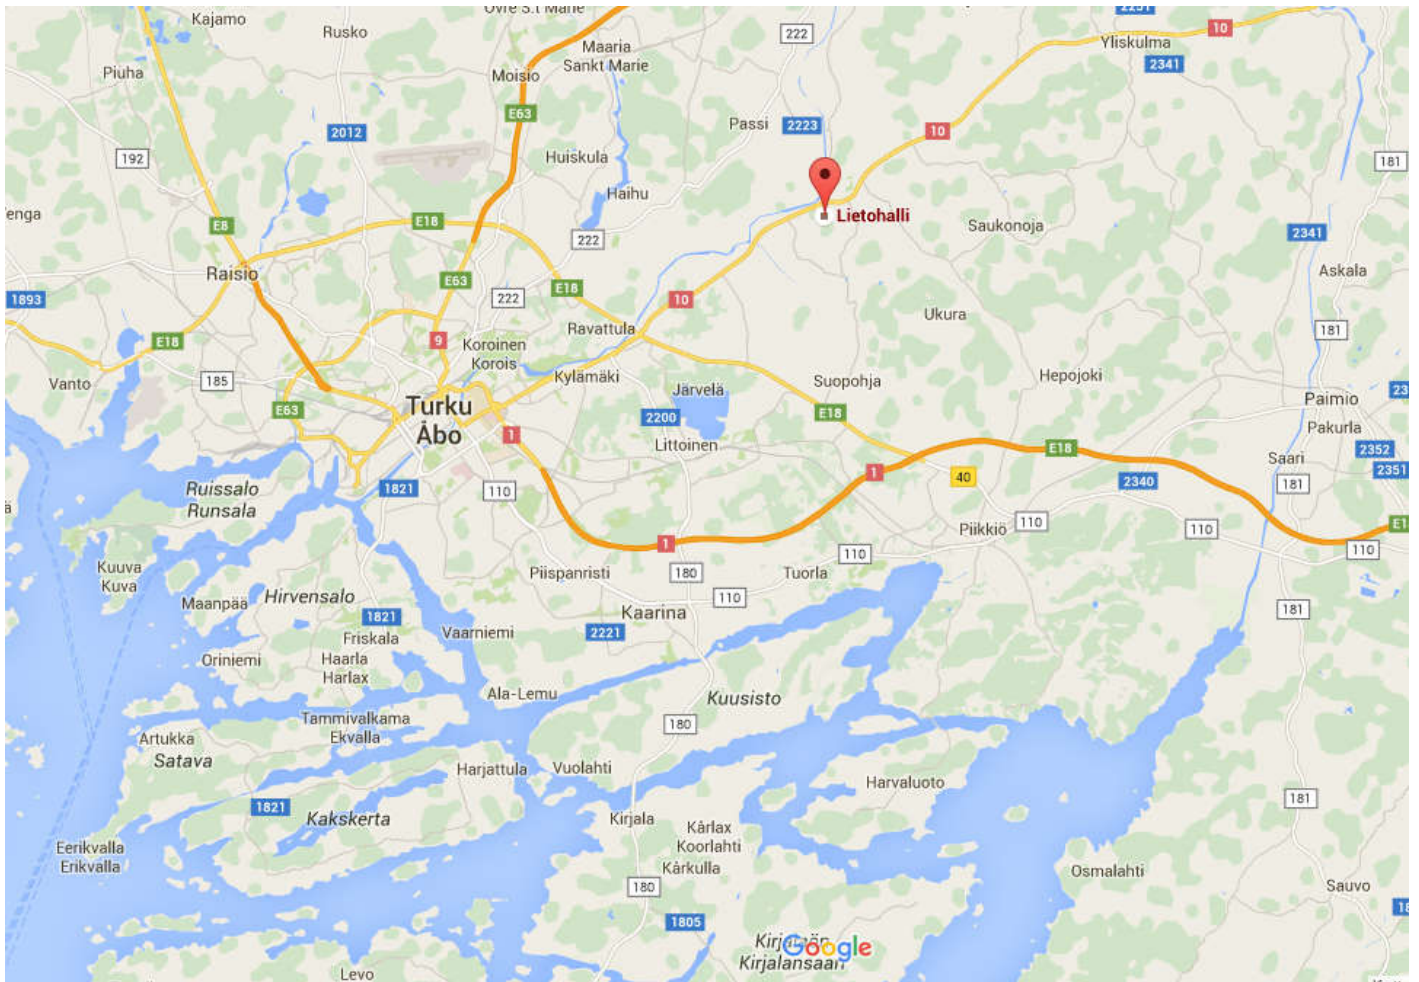 Övre S:t Marie
Kajamo
Rusko
222
Maaria
Sankt Marie
10
Yliskulma
2341
Piuha
Moisio
E63
2012
Passi
2223
10
192
Huiskula
181
Haihu
Lietohalli
E8
E18
Saukonoja
222
2341
Raisio
E63
E18
Askala
1893
222
10
Ukura
181
Ravattula
E18
9
Koroinen
Korois
Vanto
185
Kylämäki
Järvelä
Suopohja
Hepojoki
Paimio
Turku
Åbo
E63
2200
E18
Pakurla
1
Littoinen
E18
2352
Saari
2351
1
40
2340
181
Ruissalo
Runsala
1821
110
Piikkiö
110
110
110
1
110
Kuuva
Kuva
Piispanristi
180
Tuorla
Hirvensalo
Maanpää
110
Kaarina
181
1821
Friskala
Vaarniemi
2221
Oriniemi
Haarla
Harlax
Ala-Lemu
Kuusisto
Tammivalkama
Ekvalla
180
Artukka
Satava
Harjattula
Vuolahti
Harvaluoto
181
1821
Kakskerta
Kirjala
Kårlax
Koorlahti
Eerikvalla
Erikvalla
Kårkulla
Osmalahti
180
Sauvo
1805
Google
Kirjalansaari
Levo